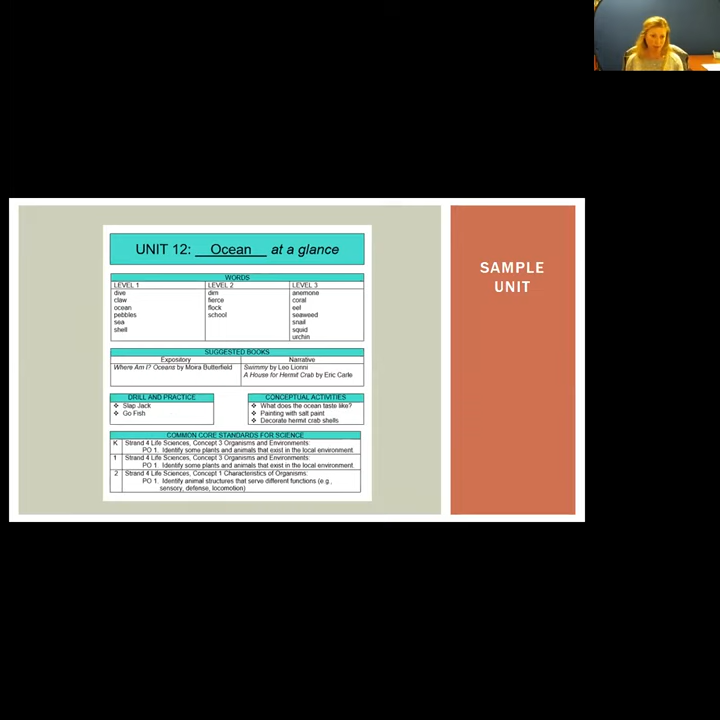 UNIT 12: Ocean at a glance
WORDS
LEVEL 1 LEVEL 2 LEVEL 3
dive dim anemone
claw fierce coral
ocean flock eel
pebbles school seaweed
sea snail
shell squid
urchin
SUGGESTED BOOKS
Expository Narrative
Where Am I? Oceans by Moira Butterfield Swimmy by Leo Lionni
A House for Hermit Crab by Eric Carle
DRILL AND PRACTICE
❖ Slap Jack
❖ Go Fish
CONCEPTUAL ACTIVITIES
❖ What does the ocean taste like?
❖ Painting with salt paint
❖ Decorate hermit crab shells
COMMON CORE STANDARDS FOR SCIENCE
K Strand 4 Life Sciences, Concept 3 Organisms and Environments:
PO 1. Identify some plants and animals that exist in the local environment.
1 Strand 4 Life Sciences, Concept 3 Organisms and Environments:
PO 1. Identify some plants and animals that exist in the local environment.
2 Strand 4 Life Sciences, Concept 1 Characteristics of Organisms:
PO 1. Identify animal structures that serve different functions (e.g.,
sensory, defense, locomotion)
SAMPLE
UNIT